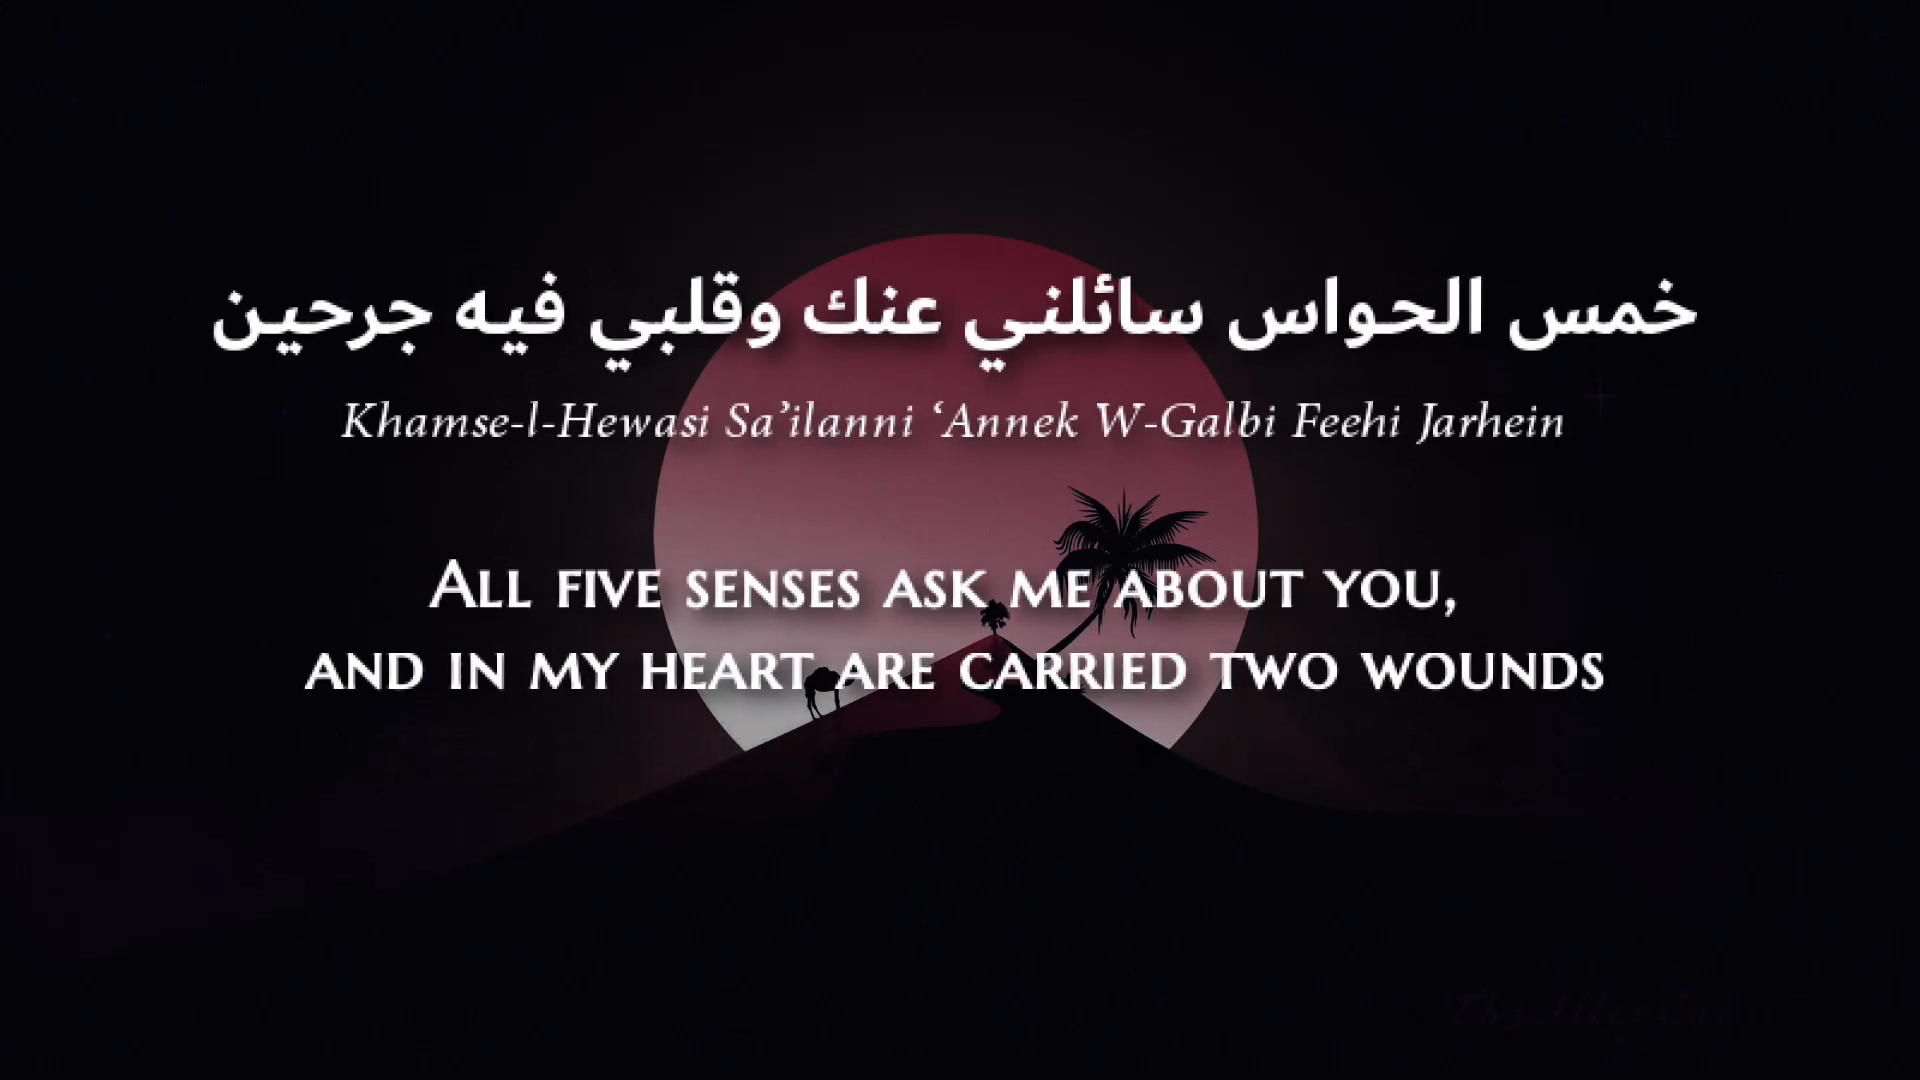 خمس الحواس سائلني عنك وقلبي فيه جرحين
Khamse-l-Hewasi Sa’ilanni ‘Annek W-Galbi Feehi Jarhein
All five senses ask me about you,
and in my heart are carried two wounds